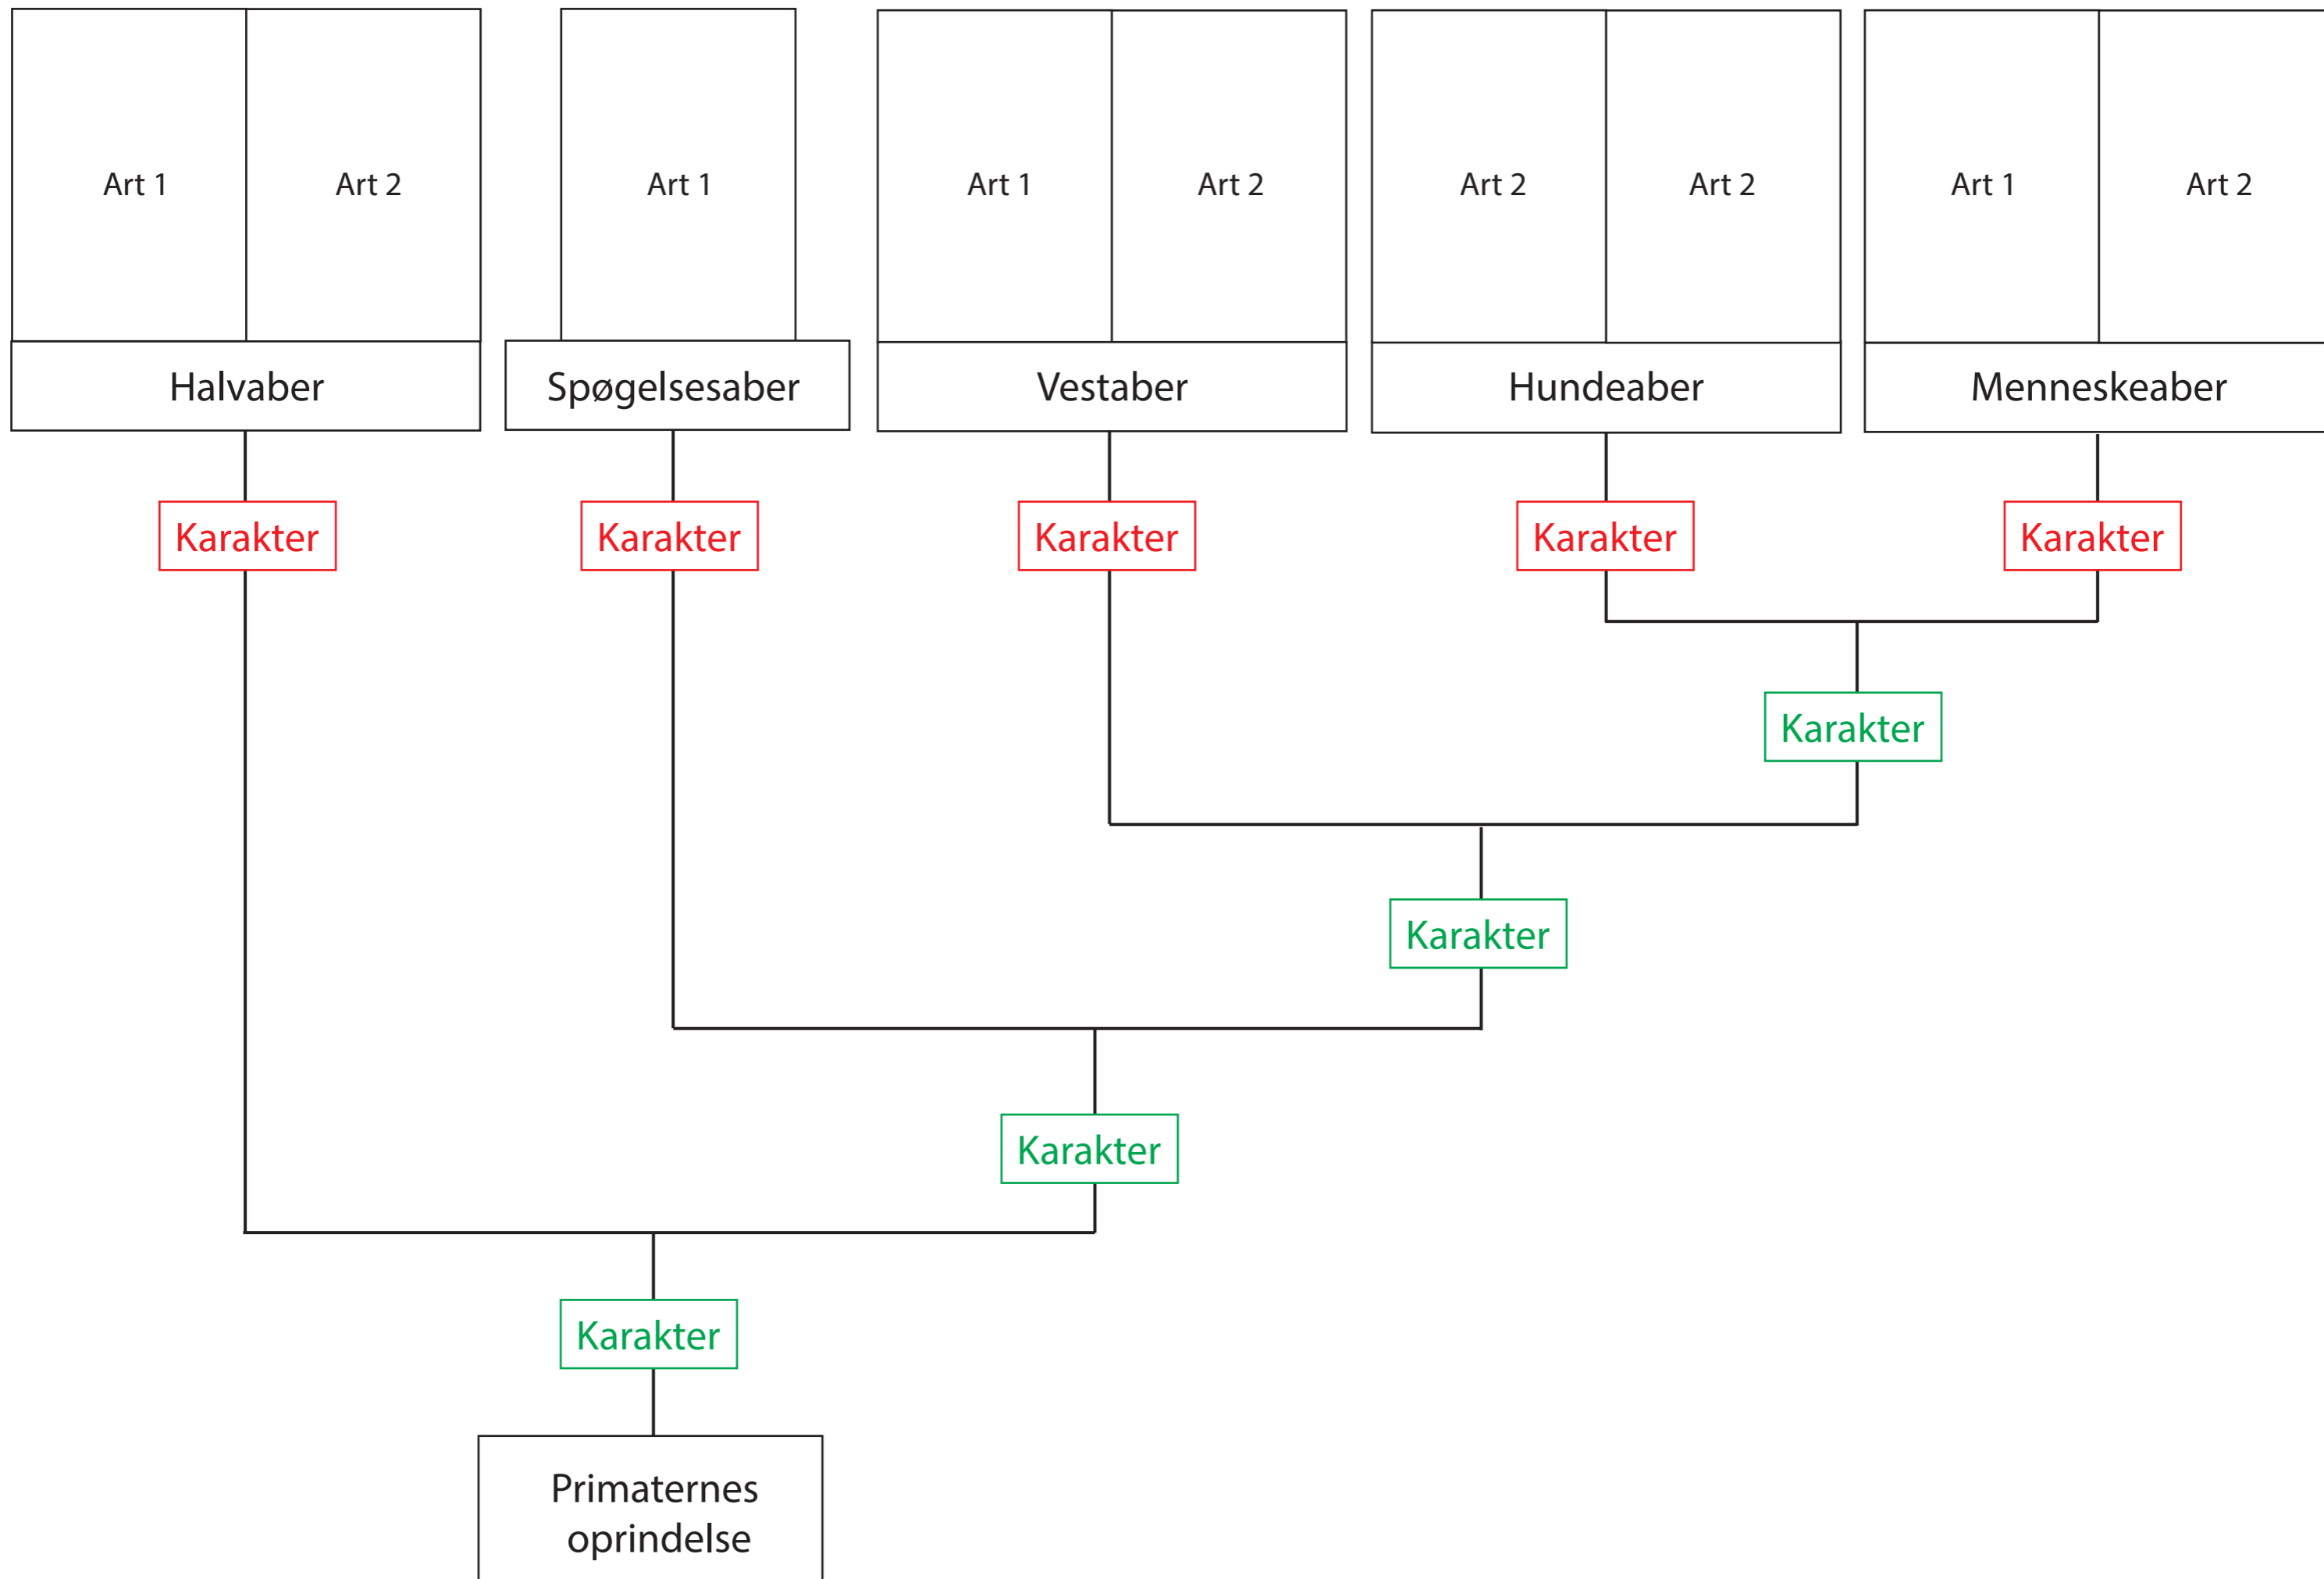 Art 1
Art 2
Art 1
Art 1
Art 2
Art 2
Art 2
Art 1
Art 2
Halvaber
Spøgelsesaber
Vestaber
Hundeaber
Menneskeaber
Karakter
Karakter
Karakter
Karakter
Karakter
Karakter
Karakter
Karakter
Karakter
Primaternes
oprindelse